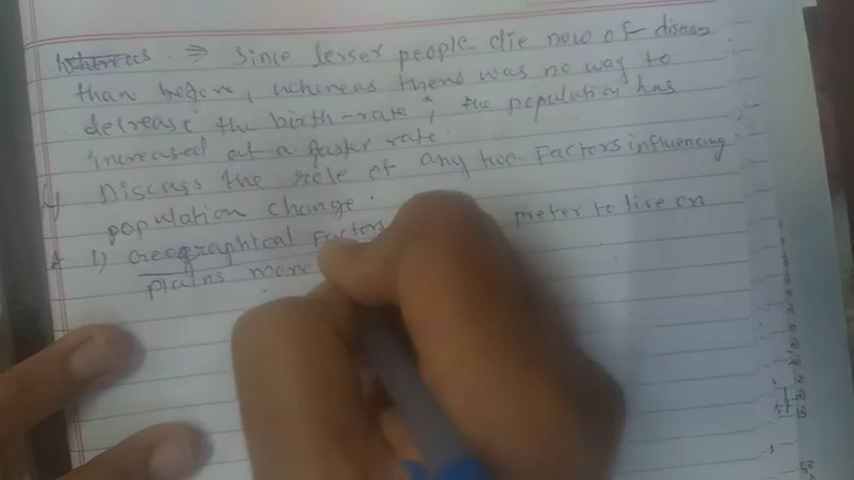 ⇒ Since lesser people die now of diseases
than before, whereas there was no way to
decrease the birth-rate, the population has
increased at a faster rate.
Discuss the role of any two Factors influencing
population change.
A 1) Geographical Factors prefer to live on
plains more